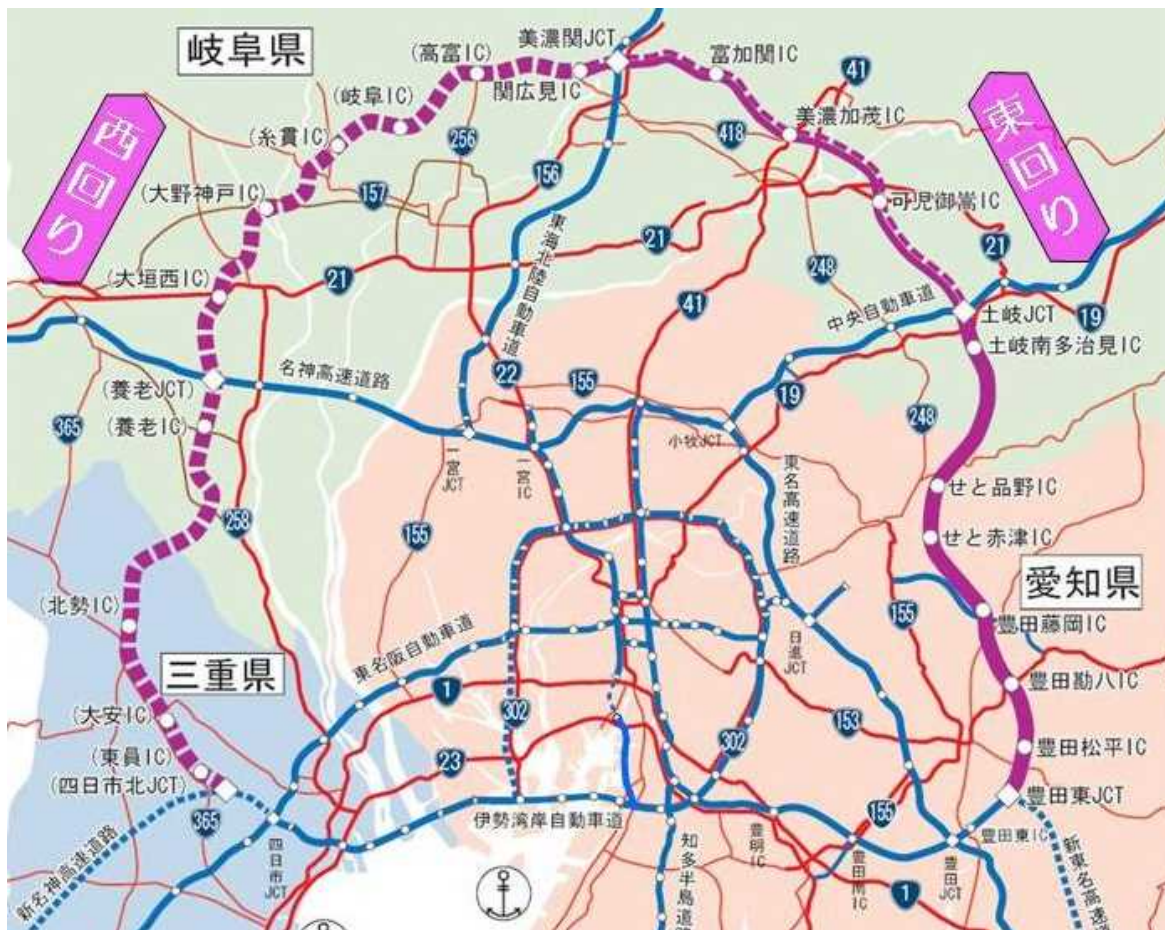 岐阜県
西回り
東回り
美濃関JCT
(高富IC)
関広見IC
富加関IC
41
(岐阜IC)
美濃加茂IC
(糸貫IC)
256
418
156
157
(大野神戸IC)
可児御嵩IC
東海北陸自動車道
21
21
(大垣西IC)
21
248
41
中央自動車道
土岐JCT
19
土岐南多治見IC
名神高速道路
(養老JCT)
22
155
19
(養老IC)
365
248
小牧JCT
一宮JCT
一宮IC
東名高速道路
せと品野IC
258
155
せと赤津IC
愛知県
(北勢IC)
155
豊田藤岡IC
東名阪自動車道
日進JCT
三重県
1
豊田勘八IC
(大安IC)
302
153
302
豊田松平IC
(東員IC)
23
(四日市北JCT)
豊田東JCT
365
伊勢湾岸自動車道
155
豊田東IC
新名神高速道路
四日市JCT
知多半島道路
豊明IC
豊田南IC
豊田JCT
1
新東名高速道